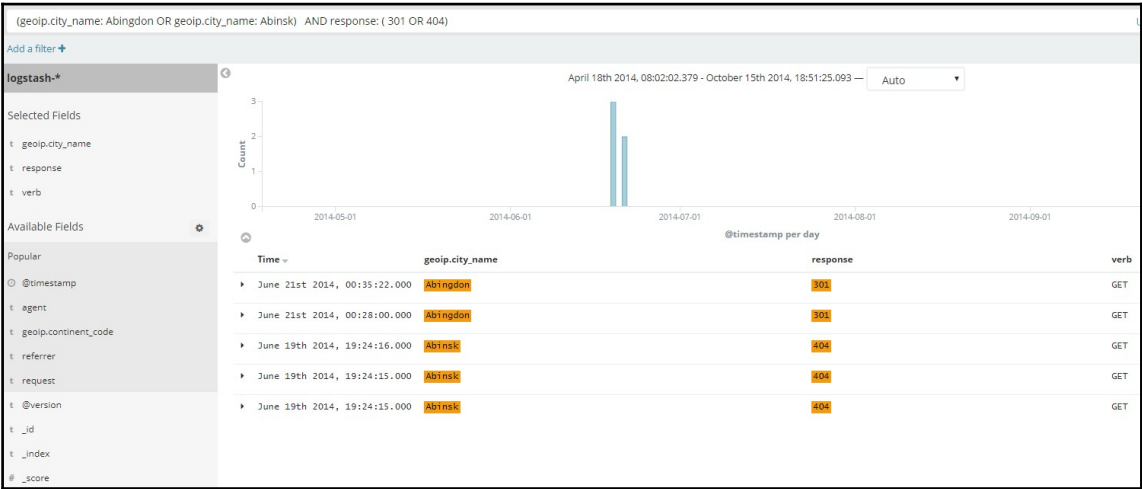 (geoip.city_name: Abingdon OR geoip.city_name: Abinsk) AND response: ( 301 OR 404)
Add a filter +
logstash-*
Selected Fields
t geoip.city_name
t response
t verb
Available Fields
Popular
@timestamp
t agent
t geoip.continent_code
t referrer
t request
t @version
t _id
t _index
# _score
April 18th 2014, 08:02:02.379 - October 15th 2014, 18:51:25.093 — Auto
Count
3
2
1
0
2014-05-01 2014-06-01 2014-07-01 2014-08-01 2014-09-01
@timestamp per day
Time geoip.city_name response verb
June 21st 2014, 00:35:22.000 Abingdon 301 GET
June 21st 2014, 00:28:00.000 Abingdon 301 GET
June 19th 2014, 19:24:16.000 Abinsk 404 GET
June 19th 2014, 19:24:15.000 Abinsk 404 GET
June 19th 2014, 19:24:15.000 Abinsk 404 GET